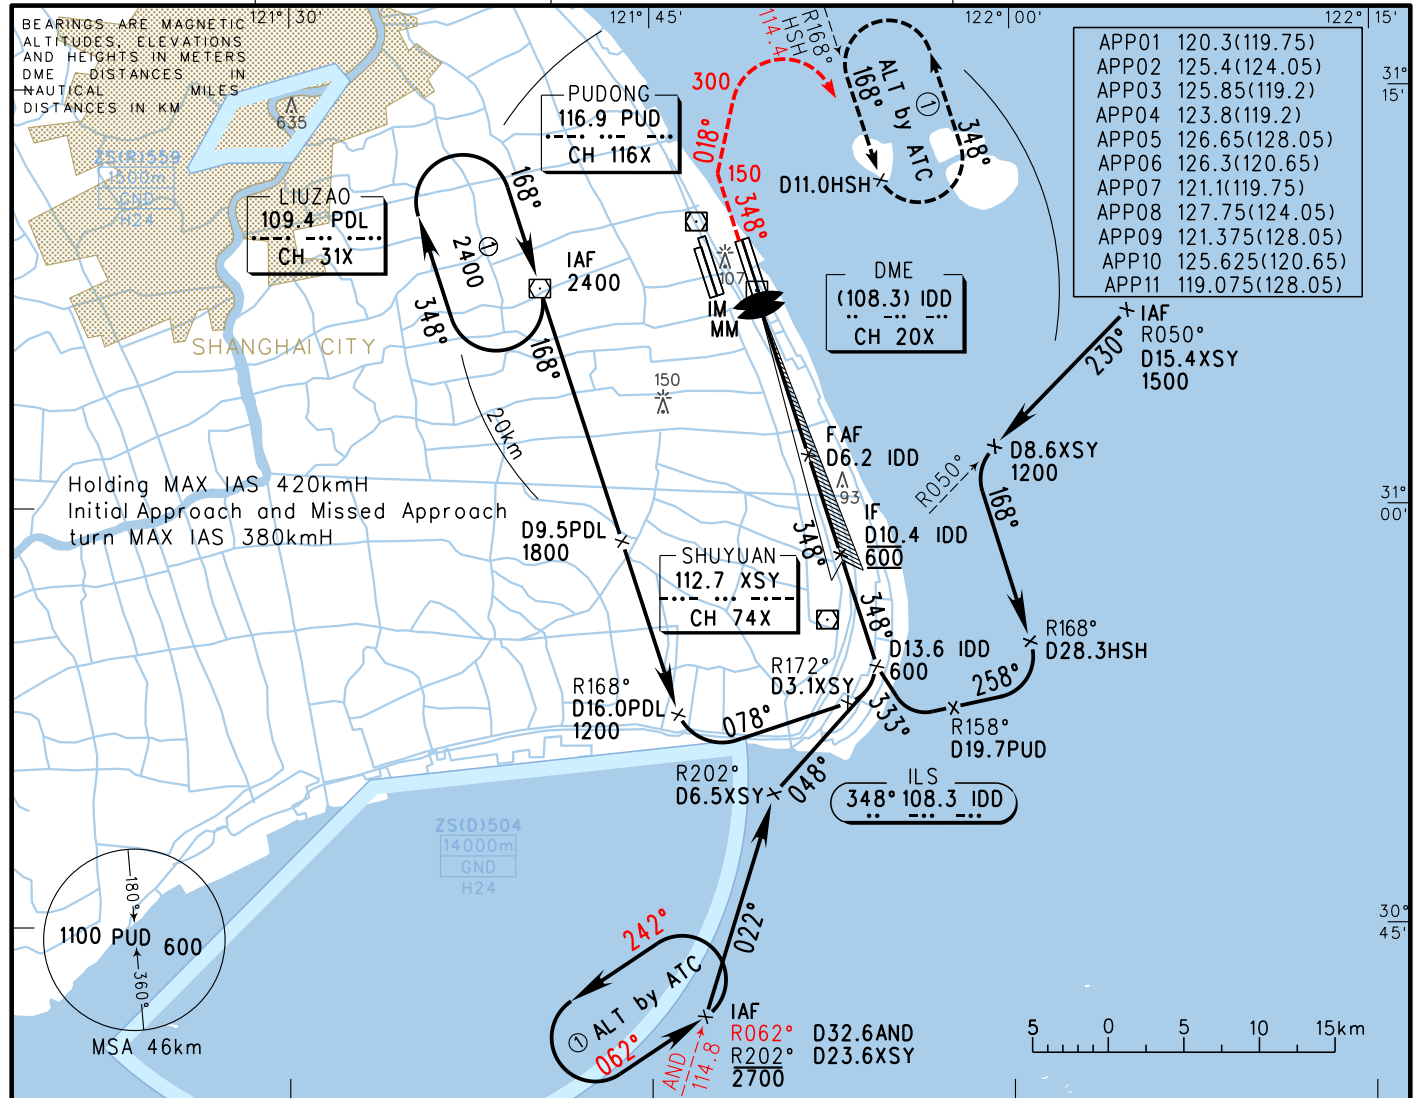 121°30'
121°45'
122°00'
122°15'
BEARINGS ARE MAGNETIC
ALTITUDES, ELEVATIONS
AND HEIGHTS IN METERS
DME DISTANCES IN
NAUTICAL MILES
DISTANCES IN KM
635
ZS(R)559
1500m
GND
H24
SHANGHAI CITY
LIUZAO
109.4 PDL
CH 31X
PUDONG
116.9 PUD
CH 116X
114.4
HSH
R168°
300
018°
150
348°
168°
ALT by ATC
①
348°
D11.0HSH
APP01 120.3(119.75)
APP02 125.4(124.05)
APP03 125.85(119.2)
APP04 123.8(119.2)
APP05 126.65(128.05)
APP06 126.3(120.65)
APP07 121.1(119.75)
APP08 127.75(124.05)
APP09 121.375(128.05)
APP10 125.625(120.65)
APP11 119.075(128.05)
31°
15'
168°
①
2400
348°
IAF
2400
168°
107
IM
MM
DME
(108.3) IDD
CH 20X
IAF
R050°
D15.4XSY
1500
230°
150
20km
FAF
D6.2 IDD
93
D8.6XSY
1200
R050°
168°
Holding MAX IAS 420kmH
Initial Approach and Missed Approach
turn MAX IAS 380kmH
D9.5PDL
1800
348°
IF
D10.4 IDD
600
31°
00'
SHUYUAN
112.7 XSY
CH 74X
348°
D13.6 IDD
600
R168°
D28.3HSH
R172°
D3.1XSY
258°
333°
R168°
D16.0PDL
1200
078°
R158°
D19.7PUD
R202°
D6.5XSY
048°
ILS
348° 108.3 IDD
ZS(D)504
14000m
GND
H24
180°
1100 PUD 600
360°
MSA 46km
30°
45'
022°
242°
① ALT by ATC
062°
AND
114.8
IAF
R062° D32.6AND
R202° D23.6XSY
2700
5 0 5 10 15km